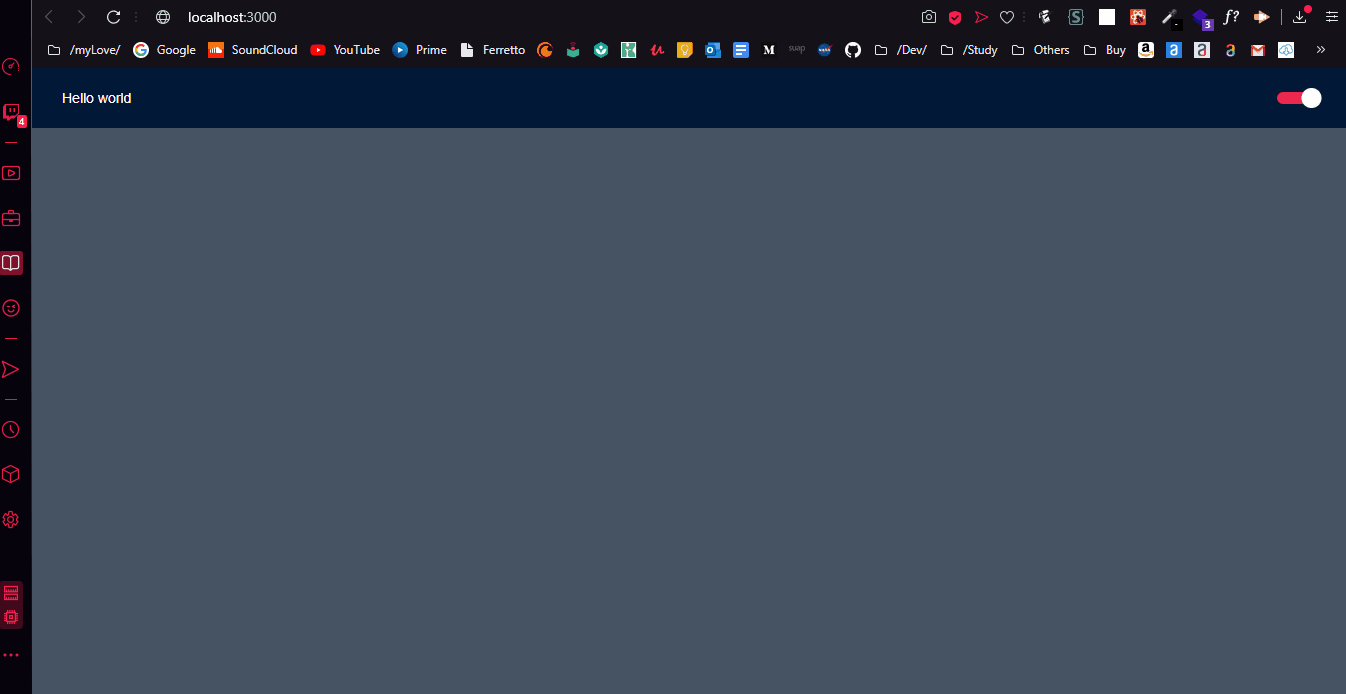 localhost:3000
S
3
f?
/myLove/ Google SoundCloud YouTube Prime Ferretto M suap /Dev/ /Study Others Buy a a a a »
4
Hello world